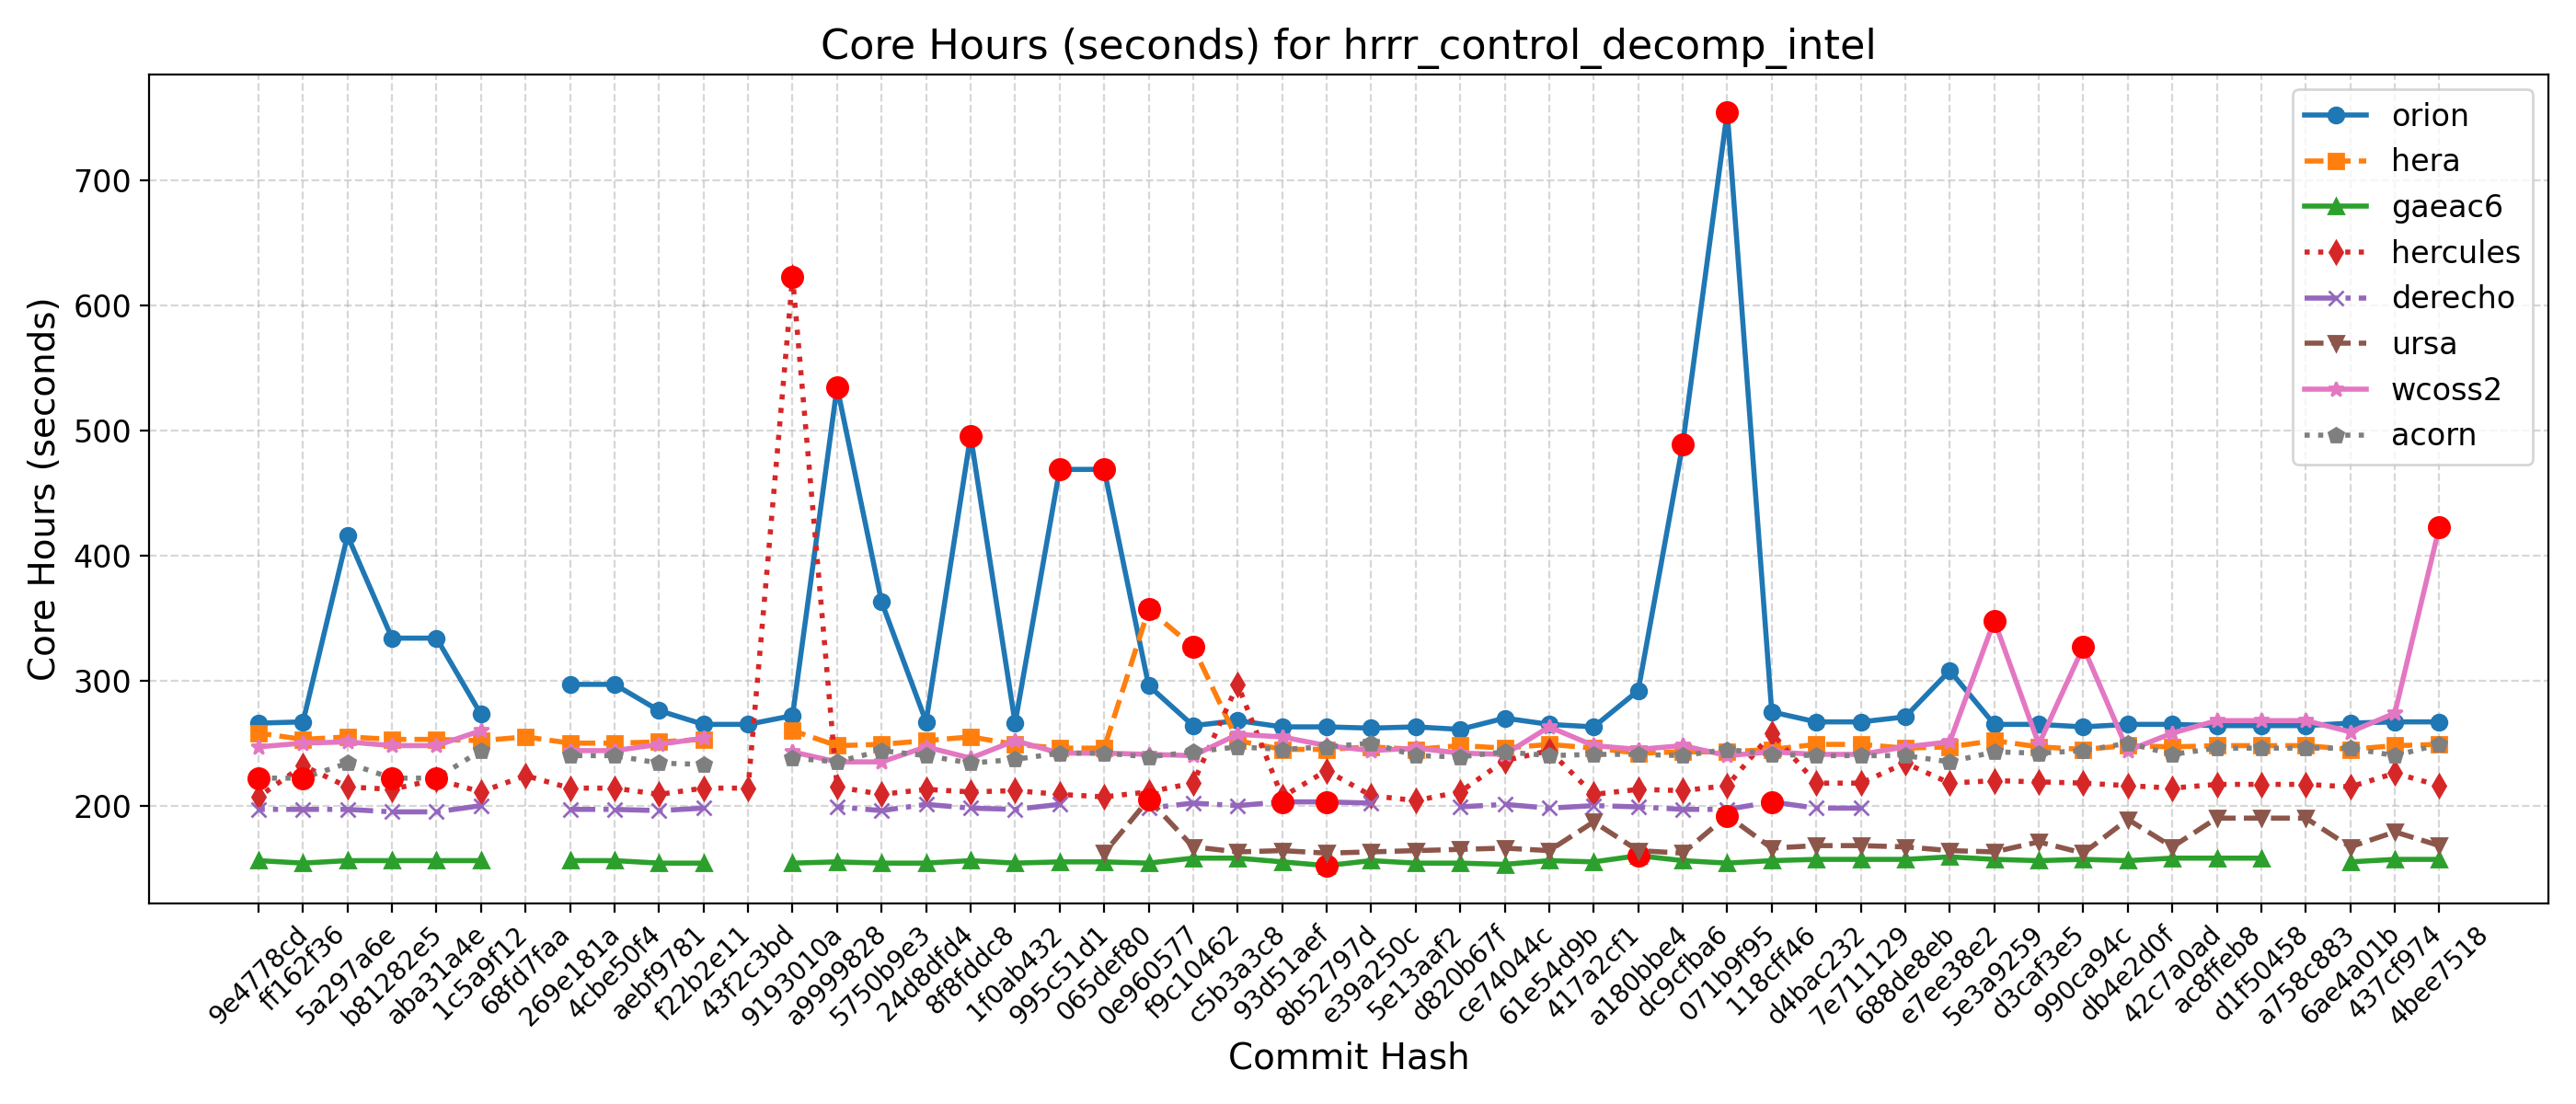 Core Hours (seconds) for hrrr_control_decomp_intel
Core Hours (seconds)
700
600
500
400
300
200
orion
hera
gaeac6
hercules
derecho
ursa
wcoss2
acorn
9e4778cd
ff162f36
5a297a6e
b81282e5
aba31a4e
1c5a9f12
68fd7faa
269e181a
4cbe50f4
aebf9781
f22b2e11
43f2c3bd
9193010a
a9999828
5750b9e3
24d8dfd4
8f8fddc8
1f0ab432
995c51d1
065def80
0e960577
f9c10462
c5b3a3c8
93d51aef
8b52797d
e39a250c
5e13aaf2
d820b67f
ce74044c
61e54d9b
417a2cf1
a180bbe4
dc9cfba6
071b9f95
118cff46
d4bac232
7e711129
688de8eb
e7ee38e2
5e3a9259
d3caf3e5
990ca94c
db4e2d0f
42c7a0ad
ac8ffeb8
d1f50458
a758c883
6ae4a01b
437cf974
4bee7518
Commit Hash